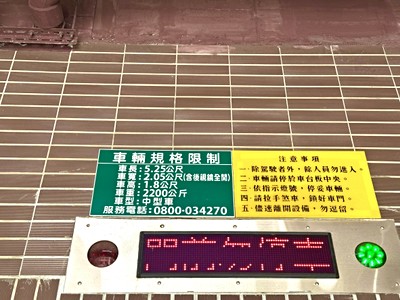 車輛規格限制
車長：5.25公尺
車寬：2.05公尺(含後視鏡全開)
車高：1.8公尺
車重：2200公斤
車型：中型車
服務電話：0800-034270
注意事項
一、除駕駛者外，餘人員勿進入。
二、車輛請停於車台板中央。
三、依指示燈號，停妥車輛。
四、請拉手煞車，鎖好車門。
五、儘速離開設備，勿逗留。